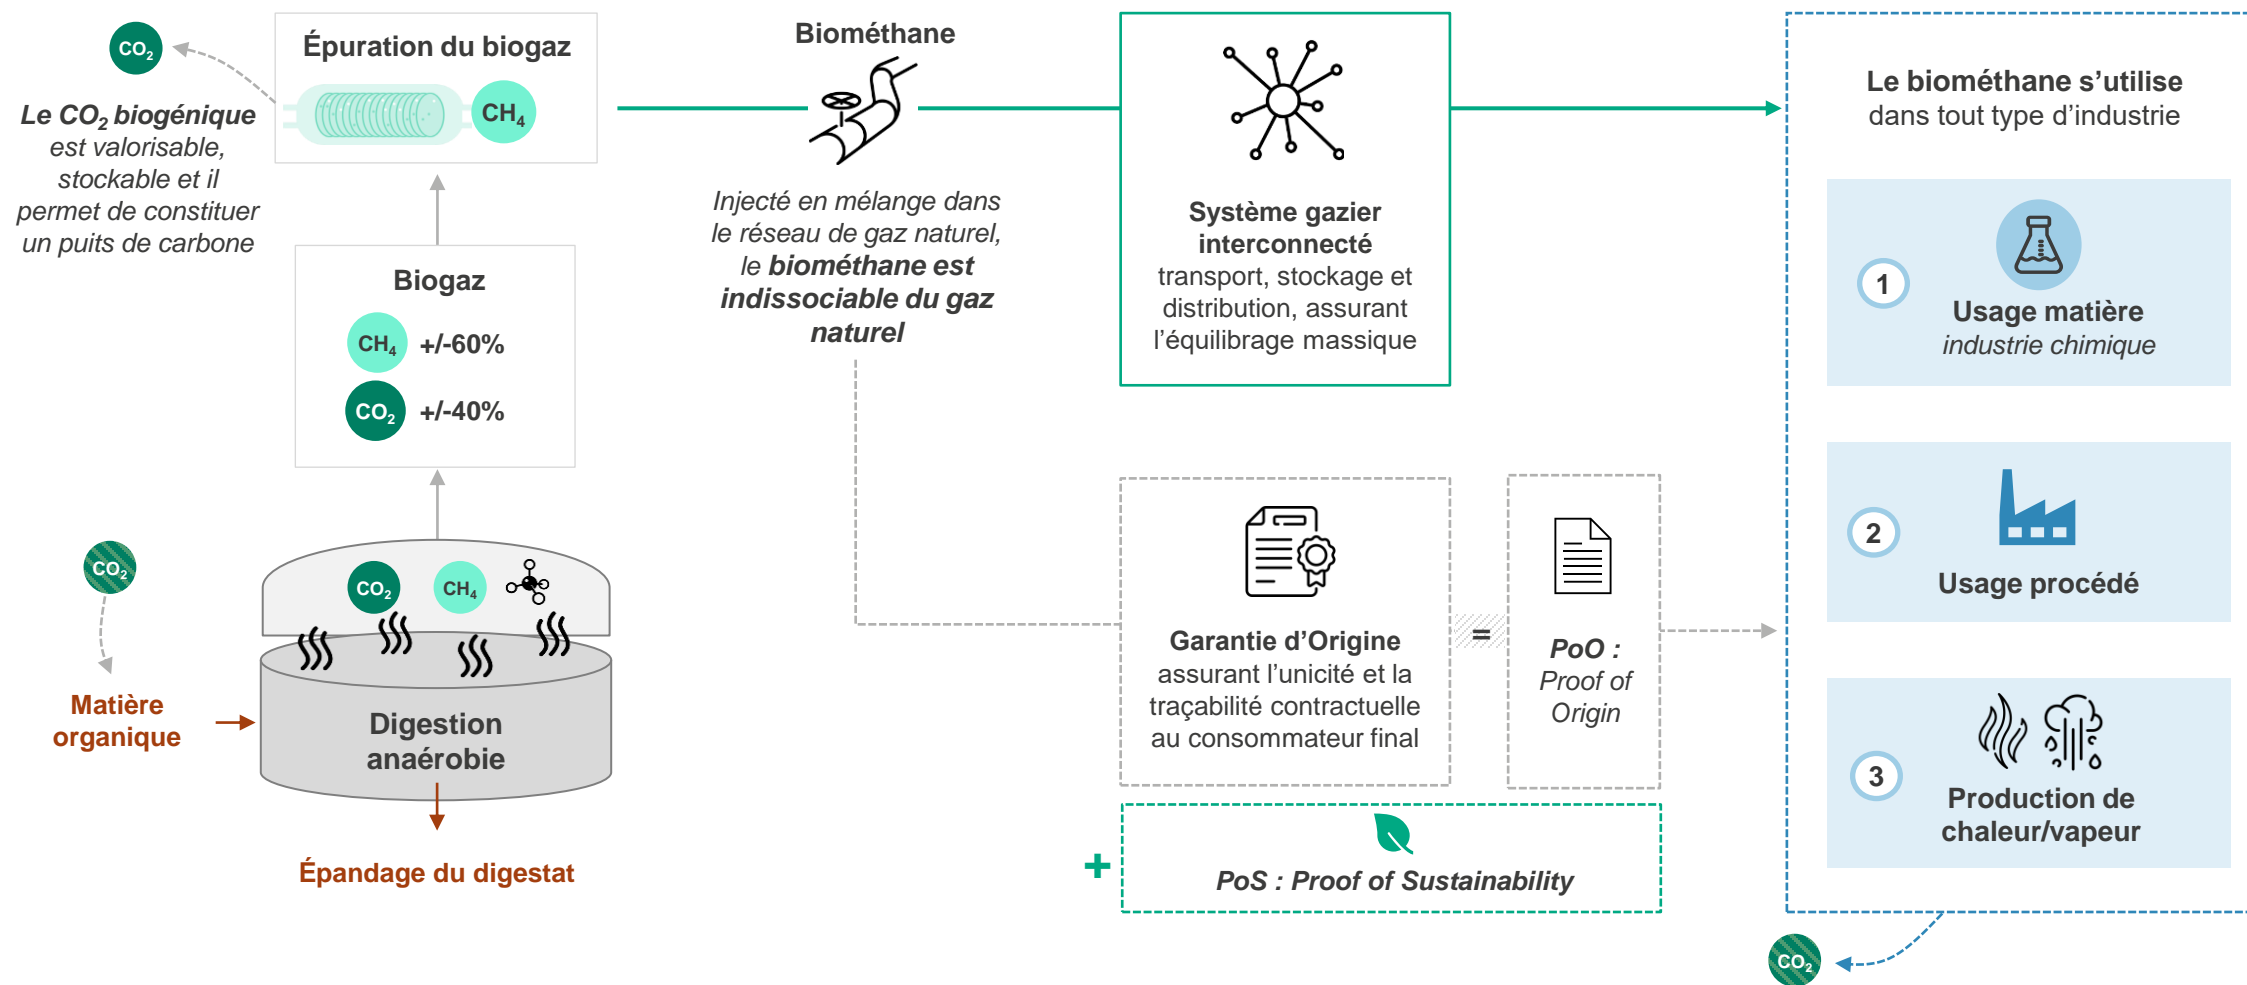 CO₂
Le CO₂ biogénique
est valorisable,
stockable et il
permet de constituer
un puits de carbone
Épuration du biogaz
CH₄
Biogaz
CH₄ +/-60%
CO₂ +/-40%
CO₂
CO₂
CH₄
Matière
organique
Digestion
anaérobie
Épandage du digestat
Biométhane
Injecté en mélange dans
le réseau de gaz naturel,
le biométhane est
indissociable du gaz
naturel
Système gazier
interconnecté
transport, stockage et
distribution, assurant
l’équilibrage massique
Garantie d’Origine
assurant l’unicité et la
traçabilité contractuelle
au consommateur final
=
PoO :
Proof of
Origin
+
PoS : Proof of Sustainability
Le biométhane s’utilise
dans tout type d’industrie
1
Usage matière
industrie chimique
2
Usage procédé
3
Production de
chaleur/vapeur
CO₂